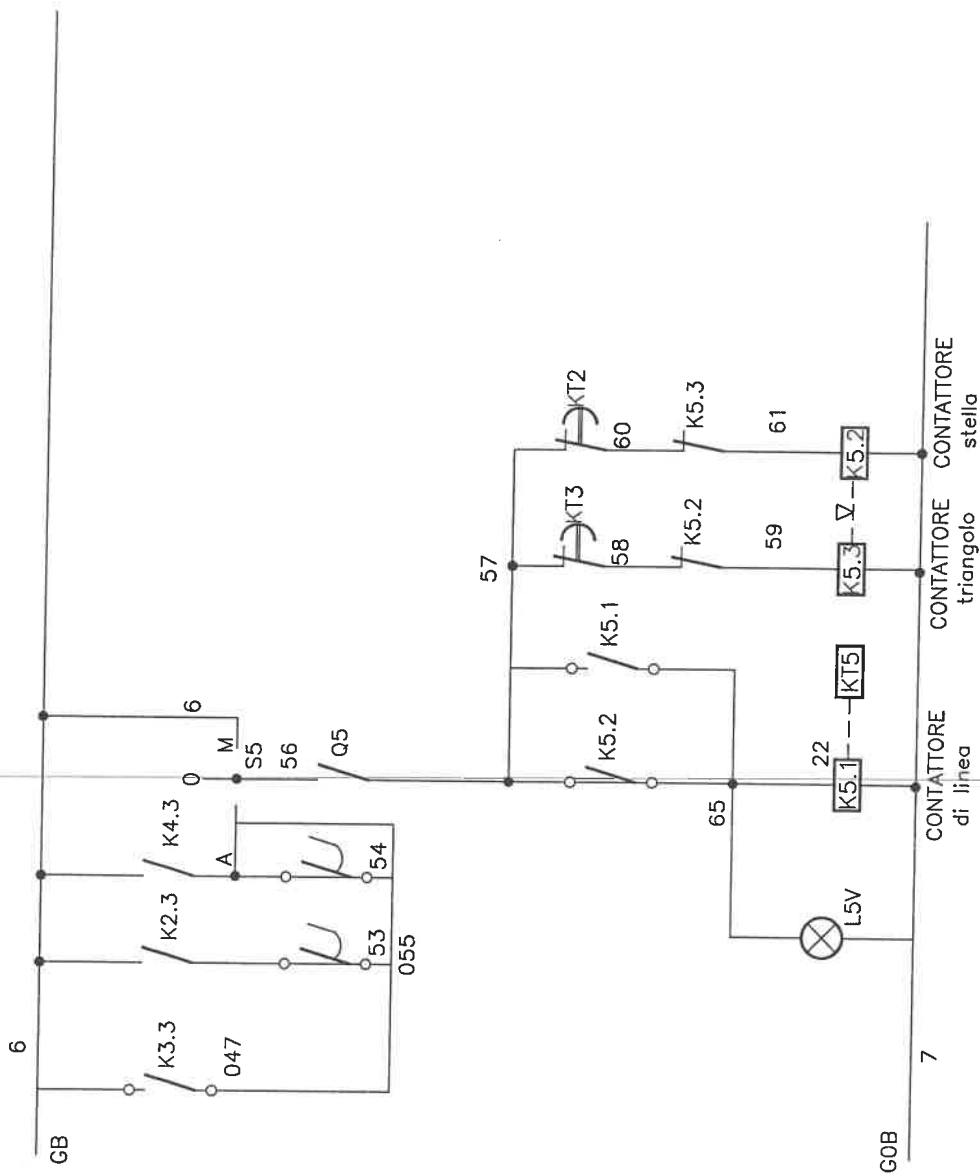 6
GB
K3.3
047
K2.3
53
055
K4.3
A
54
0
M
6
S5
56
Q5
57
K5.2
K5.1
KT3
58
K5.2
59
KT2
60
K5.3
61
65
L5V
22
K5.1
KT5
K5.3
K5.2
CONTATTORE
di linea
CONTATTORE
triangolo
CONTATTORE
stella
7
GOB